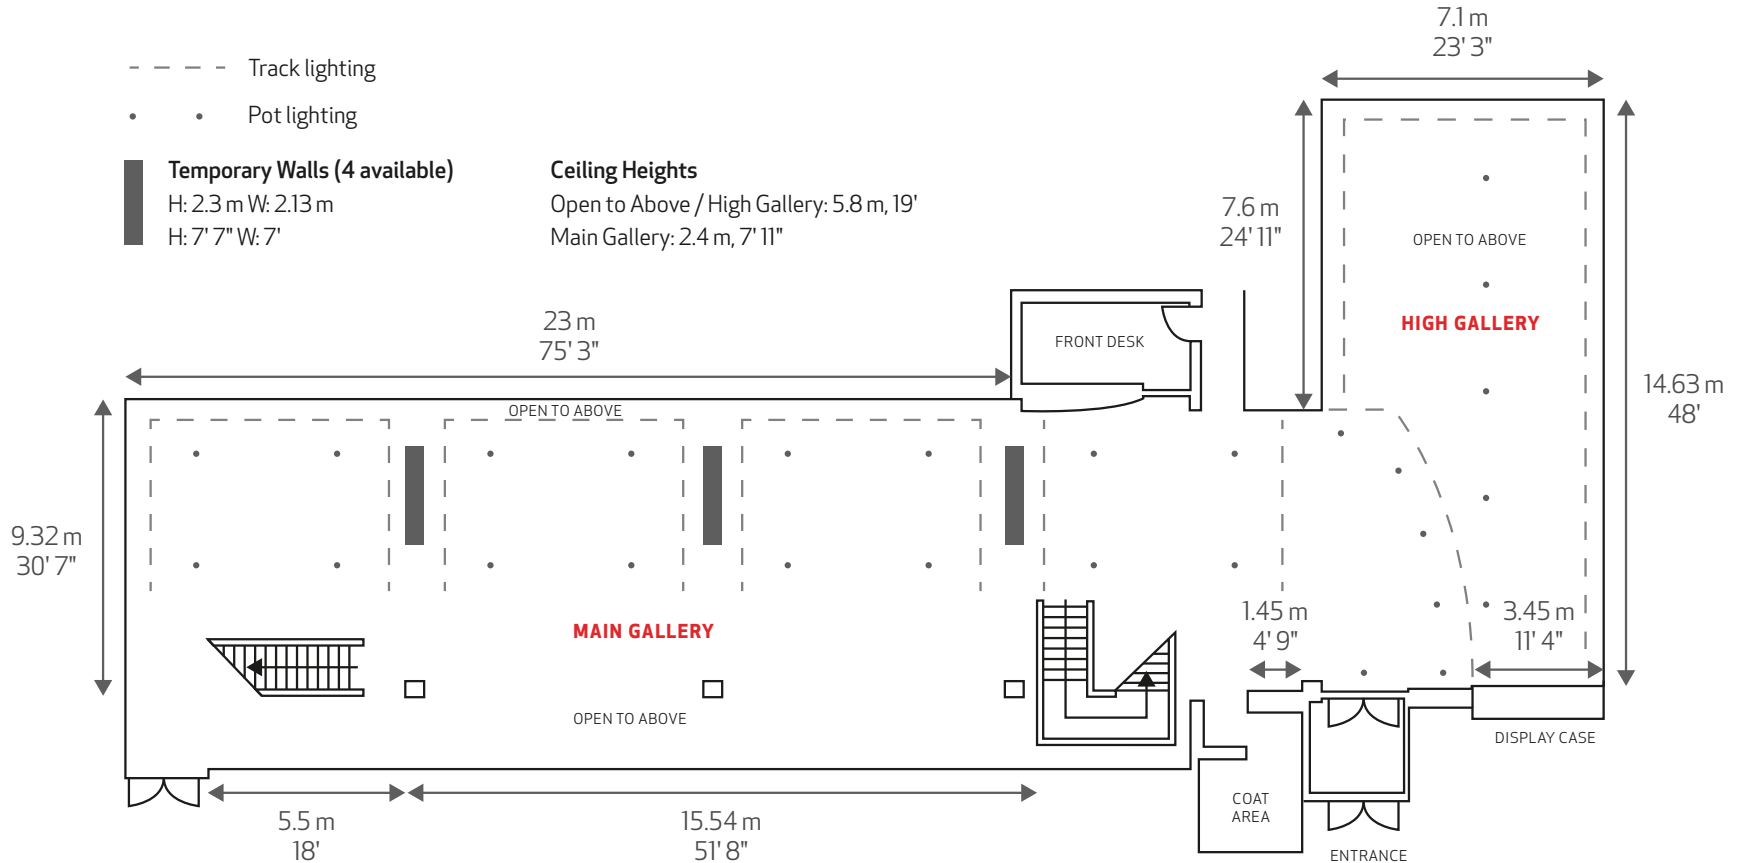 7.1 m
23' 3"
Track lighting
Pot lighting
Temporary Walls (4 available)
H: 2.3 m W: 2.13 m
H: 7' 7" W: 7'
Ceiling Heights
Open to Above / High Gallery: 5.8 m, 19'
Main Gallery: 2.4 m, 7' 11"
7.6 m
24' 11"
OPEN TO ABOVE
HIGH GALLERY
23 m
75' 3"
FRONT DESK
14.63 m
48'
OPEN TO ABOVE
9.32 m
30' 7"
MAIN GALLERY
1.45 m
4' 9"
3.45 m
11' 4"
OPEN TO ABOVE
DISPLAY CASE
5.5 m
18'
15.54 m
51' 8"
COAT
AREA
ENTRANCE